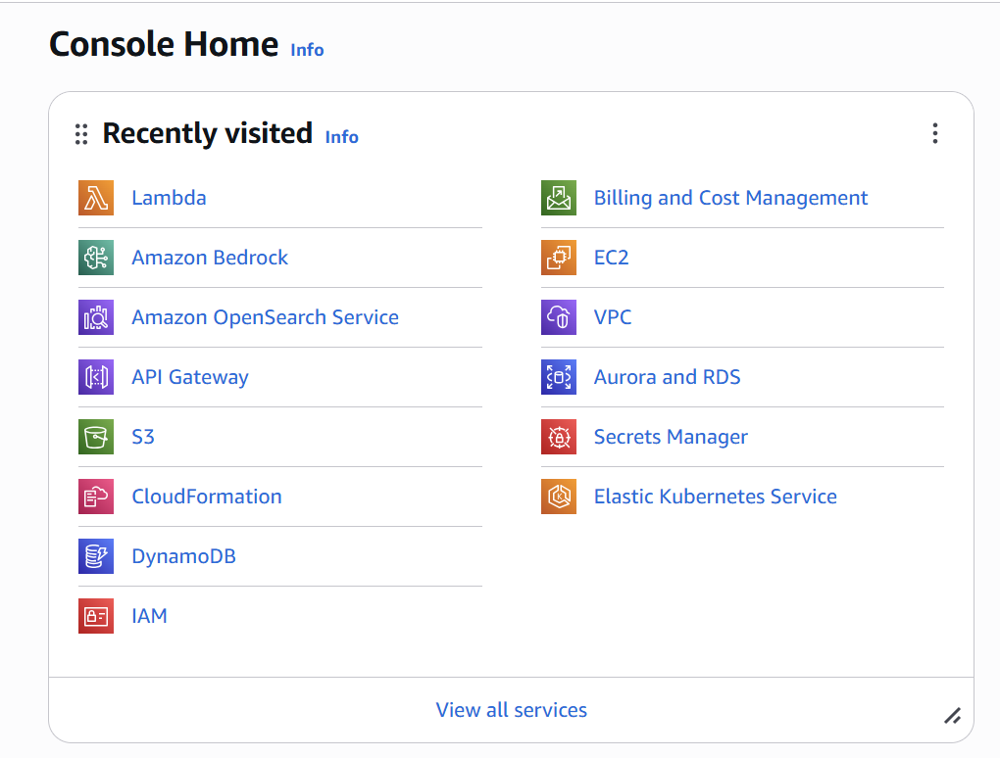 Console Home Info
Recently visited Info
Lambda
Amazon Bedrock
Amazon OpenSearch Service
API Gateway
S3
CloudFormation
DynamoDB
IAM
Billing and Cost Management
EC2
VPC
Aurora and RDS
Secrets Manager
Elastic Kubernetes Service
View all services